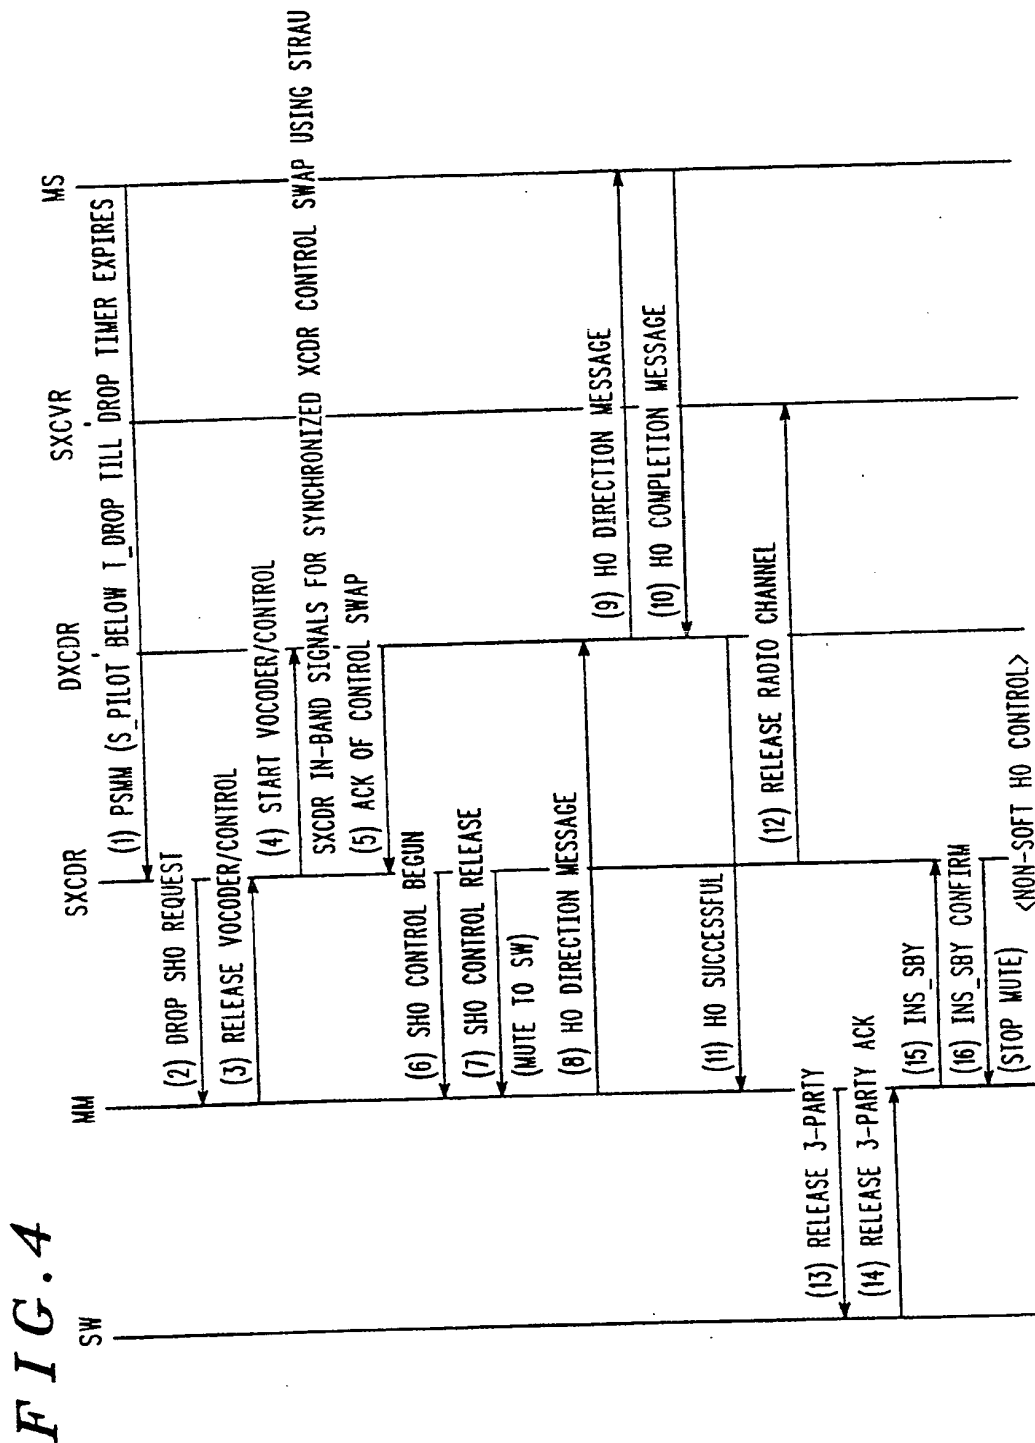 FIG.4
SW
MM
SXCDR
DXCDR
SXCVR
MS
(1) PSMM (S_PILOT BELOW T_DROP TILL DROP TIMER EXPIRES
(2) DROP SHO REQUEST
(3) RELEASE VOCODER/CONTROL
(4) START VOCODER/CONTROL
SXCDR IN-BAND SIGNALS FOR SYNCHRONIZED XCDR CONTROL SWAP USING STRAU
(5) ACK OF CONTROL SWAP
(6) SHO CONTROL BEGUN
(7) SHO CONTROL RELEASE
(MUTE TO SW)
(8) HO DIRECTION MESSAGE
(9) HO DIRECTION MESSAGE
(10) HO COMPLETION MESSAGE
(11) HO SUCCESSFUL
(12) RELEASE RADIO CHANNEL
(13) RELEASE 3-PARTY
(14) RELEASE 3-PARTY ACK
(15) INS_SBY
(16) INS_SBY CONFIRM
(STOP MUTE)
<NON-SOFT HO CONTROL>